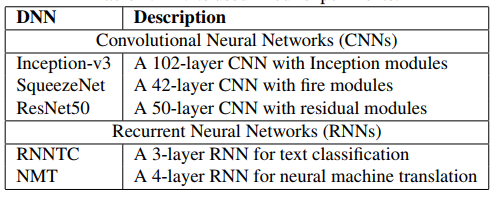 DNN Description
Convolutional Neural Networks (CNNs)
Inception-v3 A 102-layer CNN with Inception modules
SqueezeNet A 42-layer CNN with fire modules
ResNet50 A 50-layer CNN with residual modules
Recurrent Neural Networks (RNNs)
RNNTC A 3-layer RNN for text classification
NMT A 4-layer RNN for neural machine translation